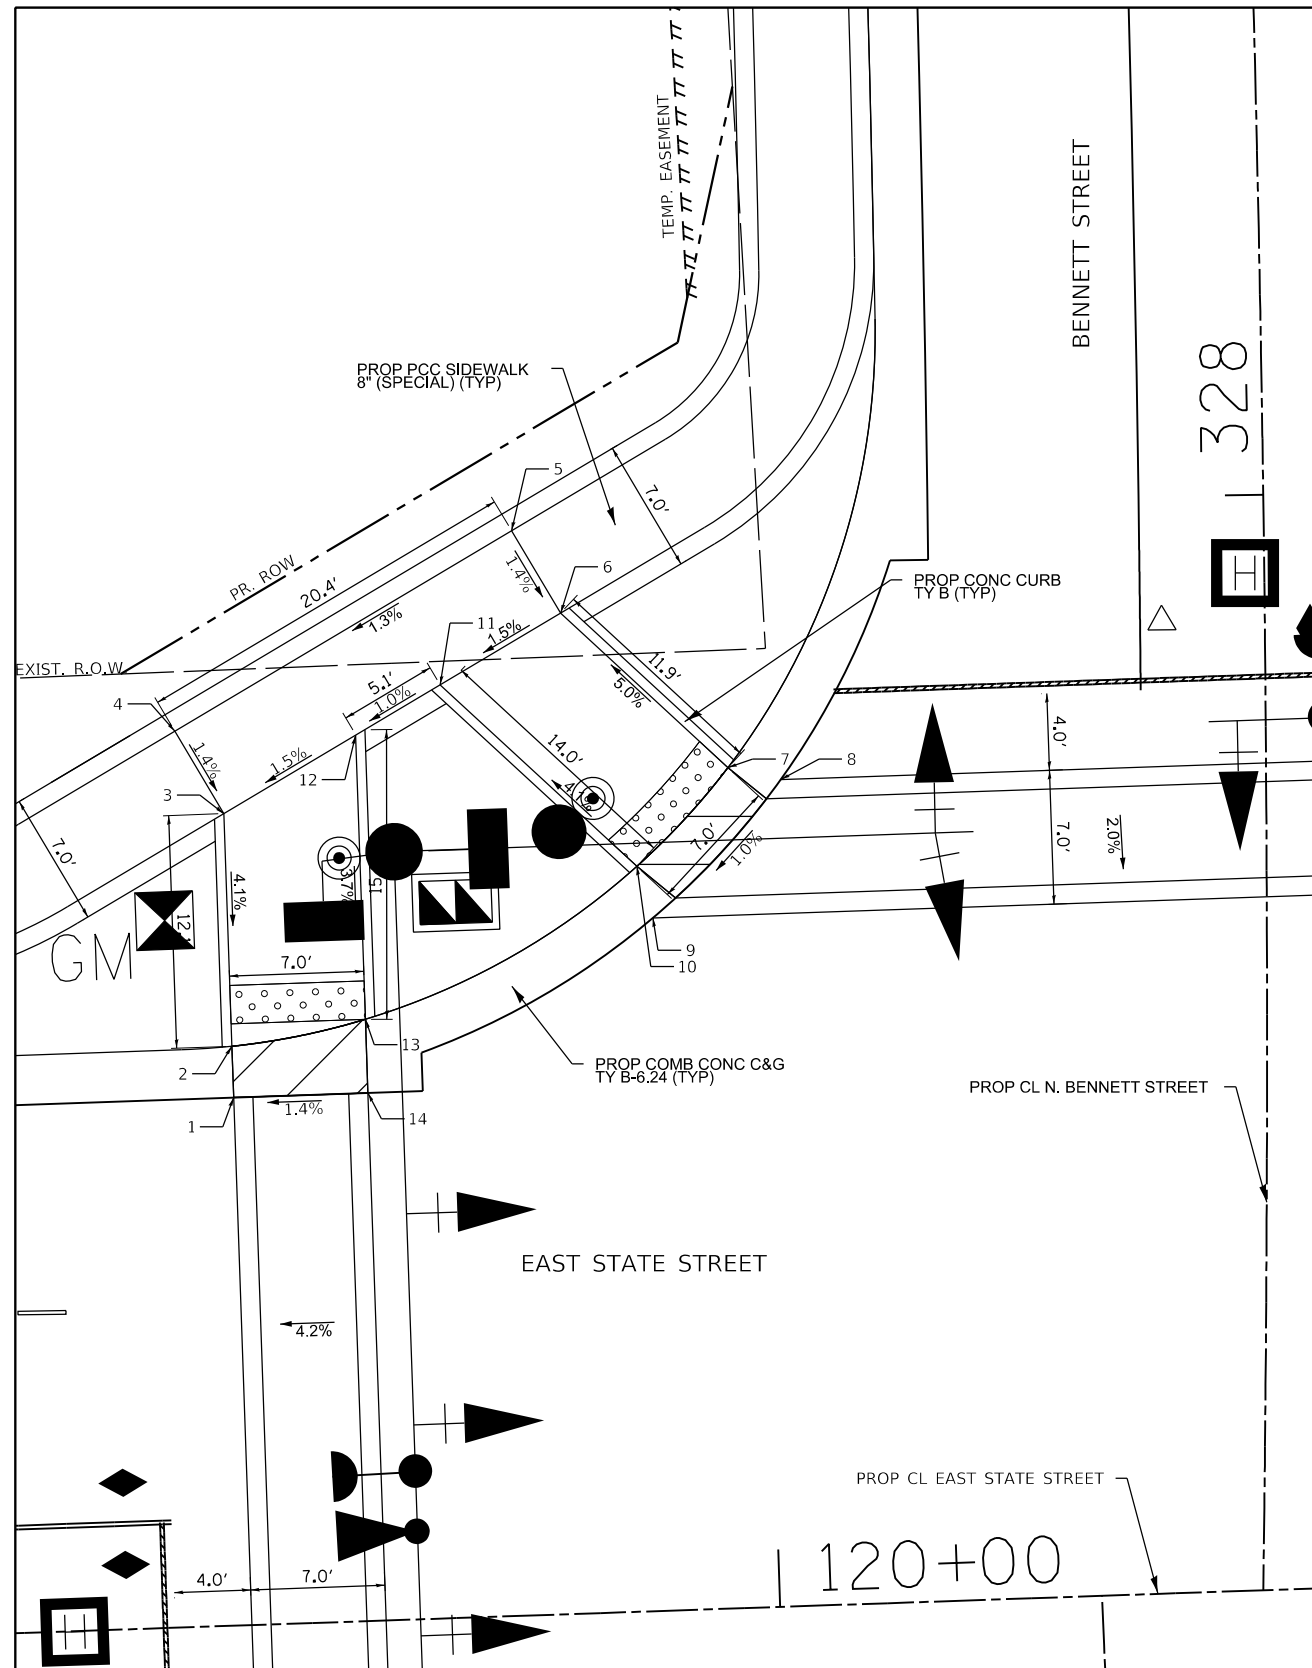 TEMP. EASEMENT
BENNETT STREET
328
PROP PCC SIDEWALK
8" (SPECIAL) (TYP)
5
7.0'
1.4%
6
PR. ROW
20.4'
1.3%
PROP CONC CURB
TY B (TYP)
H
11
1.5%
EXIST. R.O.W.
5.1'
1.0%
11.9'
5.0%
4
4.0'
1.4%
1.5%
12
14.0'
7
8
3
7.0'
7.0'
1.0%
7.0'
2.0%
4.1%
3.7%
15
12
GM
7.0'
9
10
13
2
PROP COMB CONC C&G
TY B-6.24 (TYP)
PROP CL N. BENNETT STREET
1
1.4%
14
EAST STATE STREET
4.2%
PROP CL EAST STATE STREET
120+00
4.0'
7.0'
H